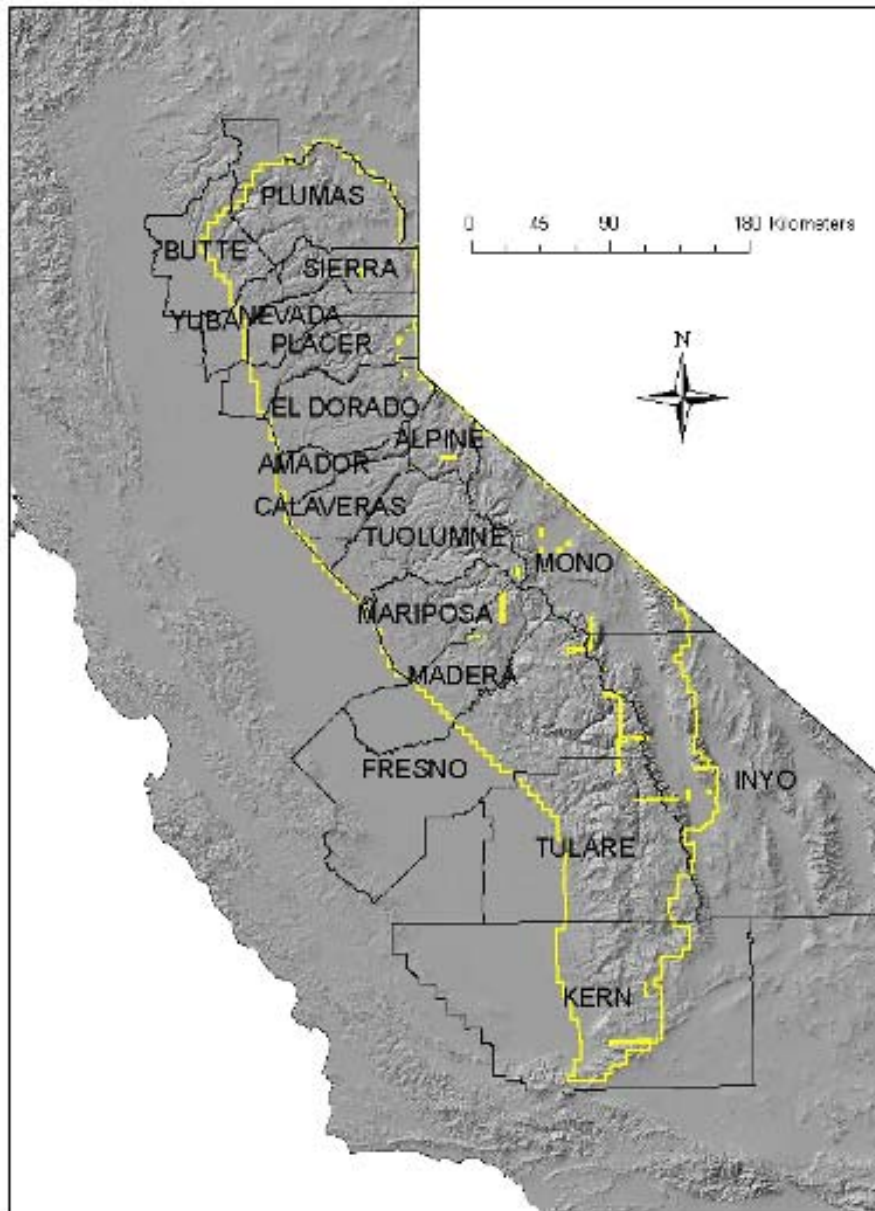 PLUMAS
0 45 90 180 Kilometers
BUTTE
SIERRA
YUBA NEVADA
PLACER
N
EL DORADO
ALPINE
AMADOR
CALAVERAS
TUOLUMNE
MONO
MARIPOSA
MADERA
FRESNO
INYO
TULARE
KERN